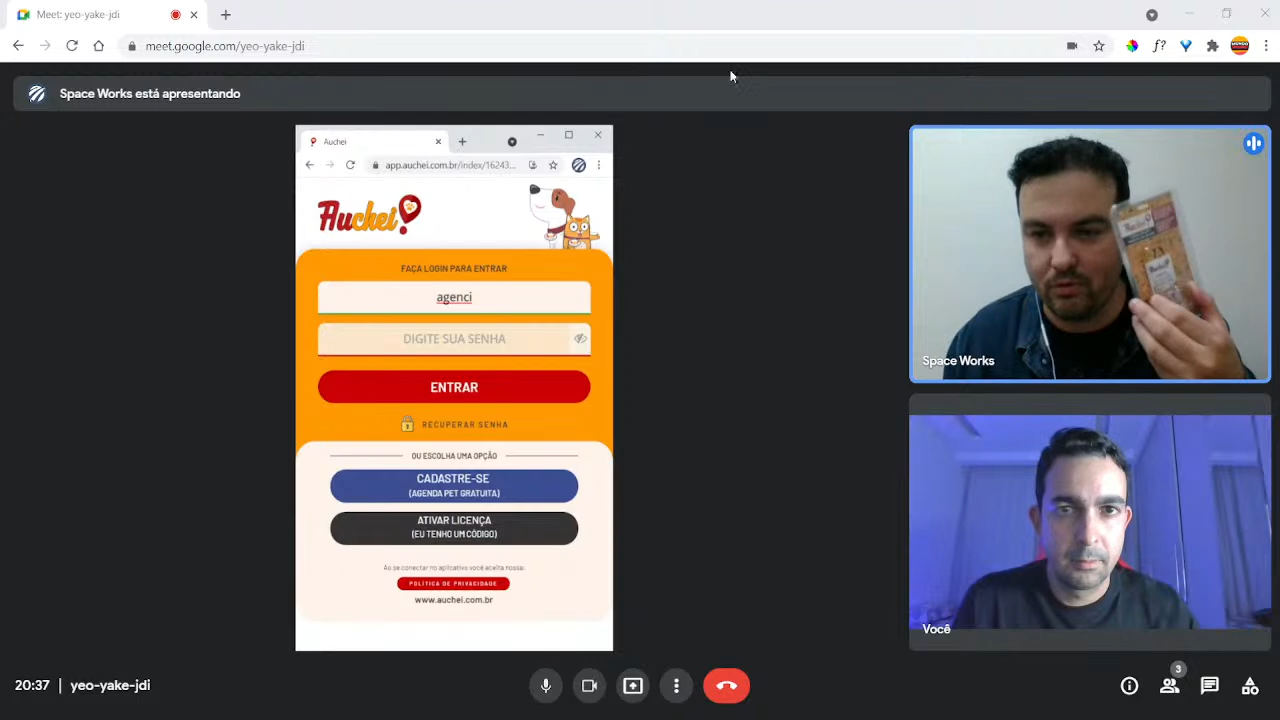 Meet: yeo-yake-jdi
meet.google.com/yeo-yake-jdi
f?
MUNDO
Space Works está apresentando
Auchei
app.auchei.com.br/index/16243...
Auchei!
FAÇA LOGIN PARA ENTRAR
agenci
DIGITE SUA SENHA
ENTRAR
RECUPERAR SENHA
OU ESCOLHA UMA OPÇÃO
CADASTRE-SE
(AGENDA PET GRATUITA)
ATIVAR LICENÇA
(EU TENHO UM CÓDIGO)
Ao se conectar no aplicativo você aceita nossa:
POLÍTICA DE PRIVACIDADE
www.auchei.com.br
Auchei!
Auchei!
Space Works
Você
20:37 | yeo-yake-jdi
3